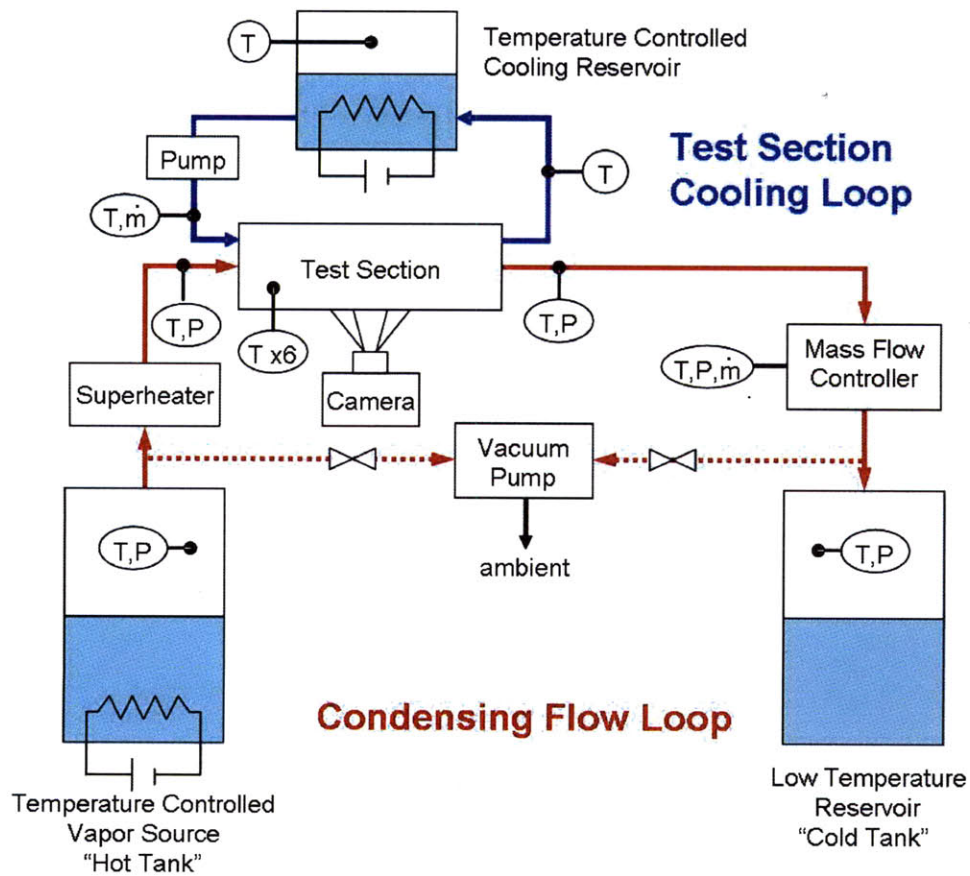 T
Temperature Controlled
Cooling Reservoir
Pump
T
Test Section
Cooling Loop
T,ṁ
Test Section
T,P
T,P
T x6
T,P,ṁ
Mass Flow
Controller
Superheater
Camera
Vacuum
Pump
T,P
ambient
T,P
Condensing Flow Loop
Temperature Controlled
Vapor Source
“Hot Tank”
Low Temperature
Reservoir
“Cold Tank”